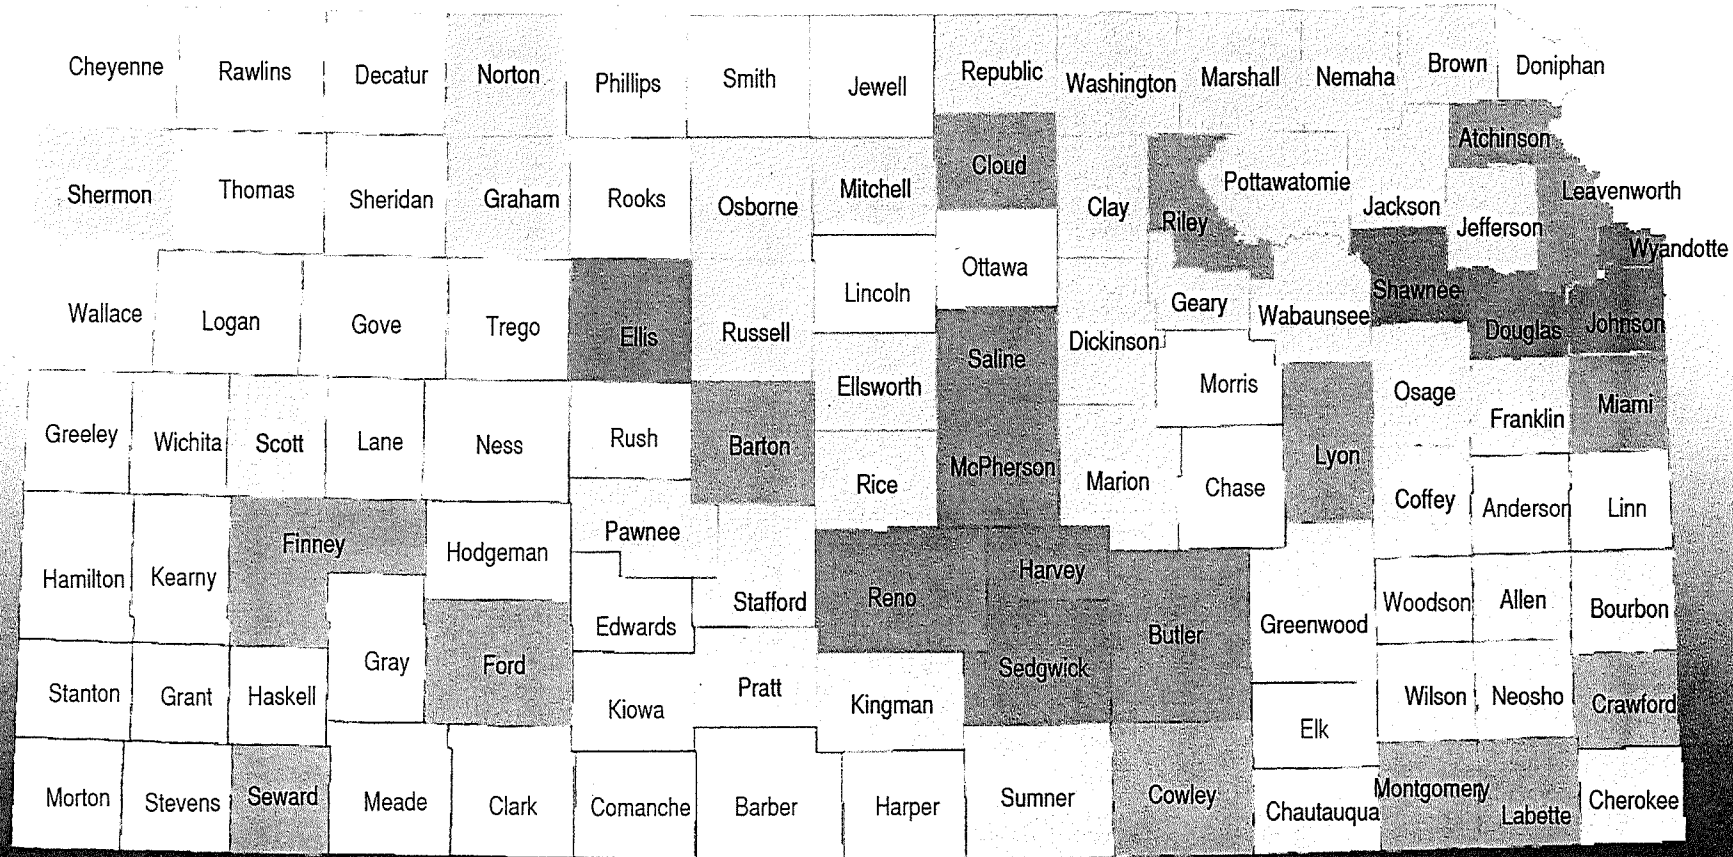 Cheyenne
Rawlins
Decatur
Norton
Phillips
Smith
Jewell
Republic
Washington
Marshall
Nemaha
Brown
Doniphan
Shermon
Thomas
Sheridan
Graham
Rooks
Osborne
Mitchell
Cloud
Clay
Riley
Pottawatomie
Jackson
Atchinson
Jefferson
Leavenworth
Wyandotte
Wallace
Logan
Gove
Trego
Ellis
Russell
Lincoln
Ottawa
Saline
Dickinson
Geary
Wabaunsee
Shawnee
Douglas
Johnson
Greeley
Wichita
Scott
Lane
Ness
Rush
Barton
Ellsworth
Rice
McPherson
Marion
Morris
Chase
Lyon
Osage
Franklin
Miami
Coffey
Anderson
Linn
Hamilton
Kearny
Finney
Hodgeman
Pawnee
Edwards
Stafford
Reno
Harvey
Sedgwick
Butler
Greenwood
Woodson
Allen
Bourbon
Stanton
Grant
Haskell
Gray
Ford
Kiowa
Pratt
Kingman
Elk
Wilson
Neosho
Crawford
Morton
Stevens
Seward
Meade
Clark
Comanche
Barber
Harper
Sumner
Cowley
Chautauqua
Montgomery
Labette
Cherokee